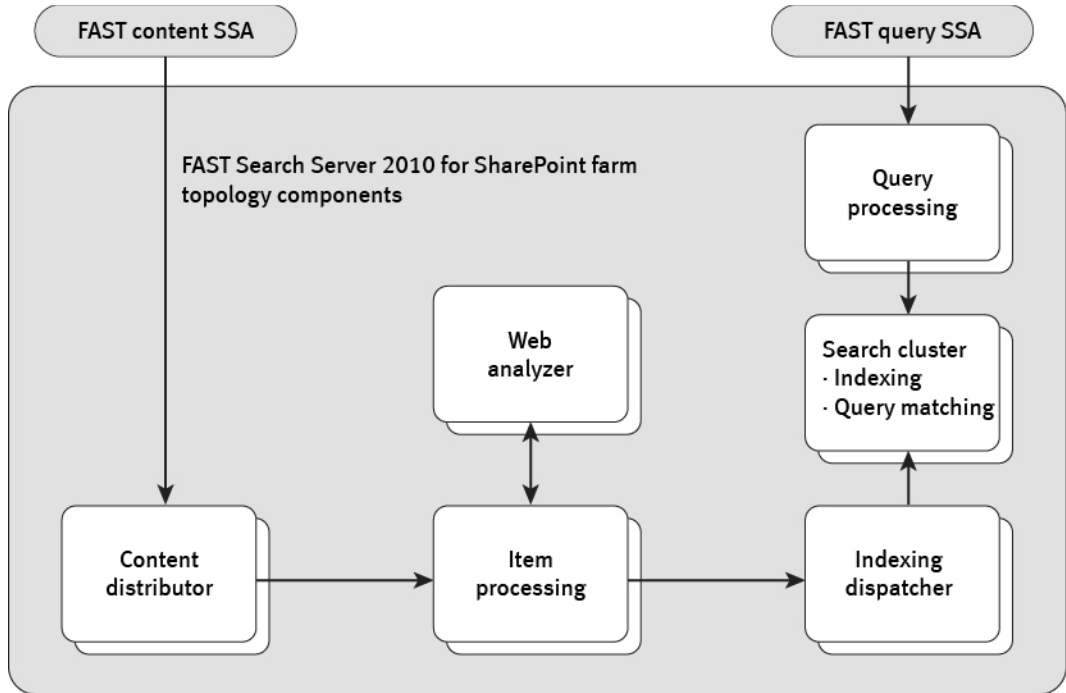 FAST content SSA
FAST query SSA
FAST Search Server 2010 for SharePoint farm
topology components
Query
processing
Web
analyzer
Search cluster
· Indexing
· Query matching
Content
distributor
Item
processing
Indexing
dispatcher